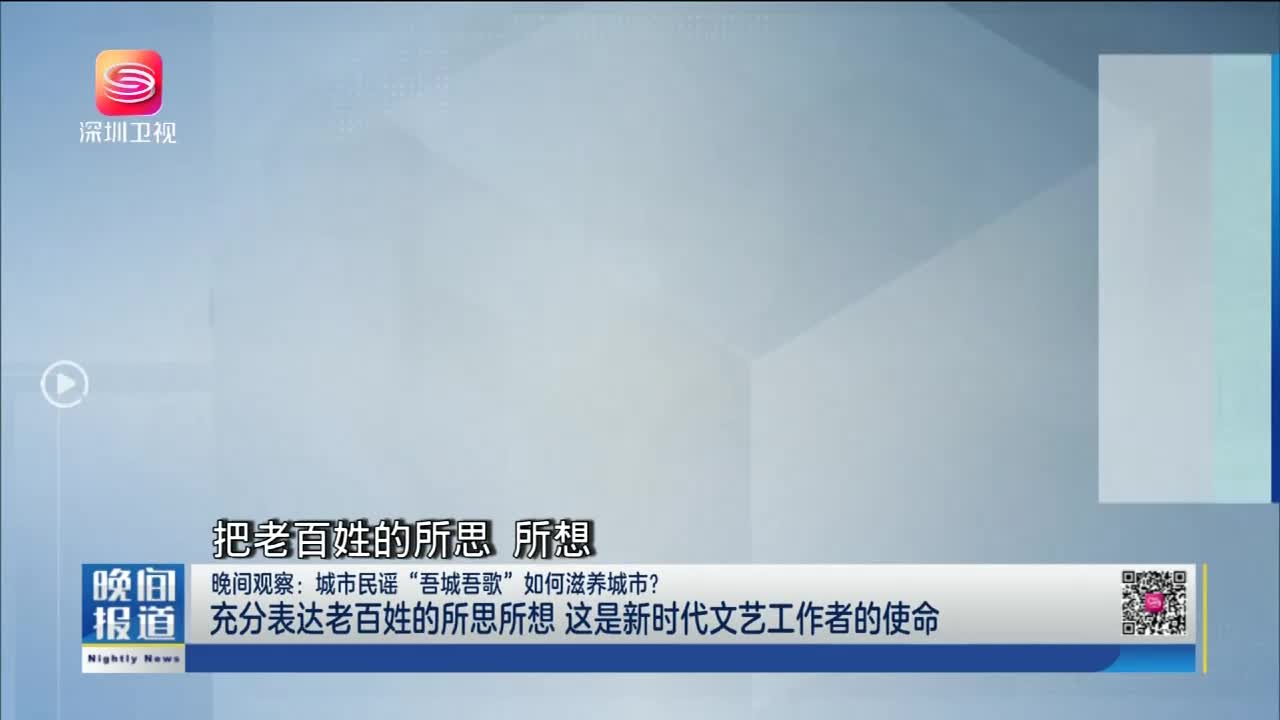 深圳卫视
把老百姓的所思 所想
晚间
报道
Nightly News
晚间观察：城市民谣“吾城吾歌”如何滋养城市？
充分表达老百姓的所思所想 这是新时代文艺工作者的使命